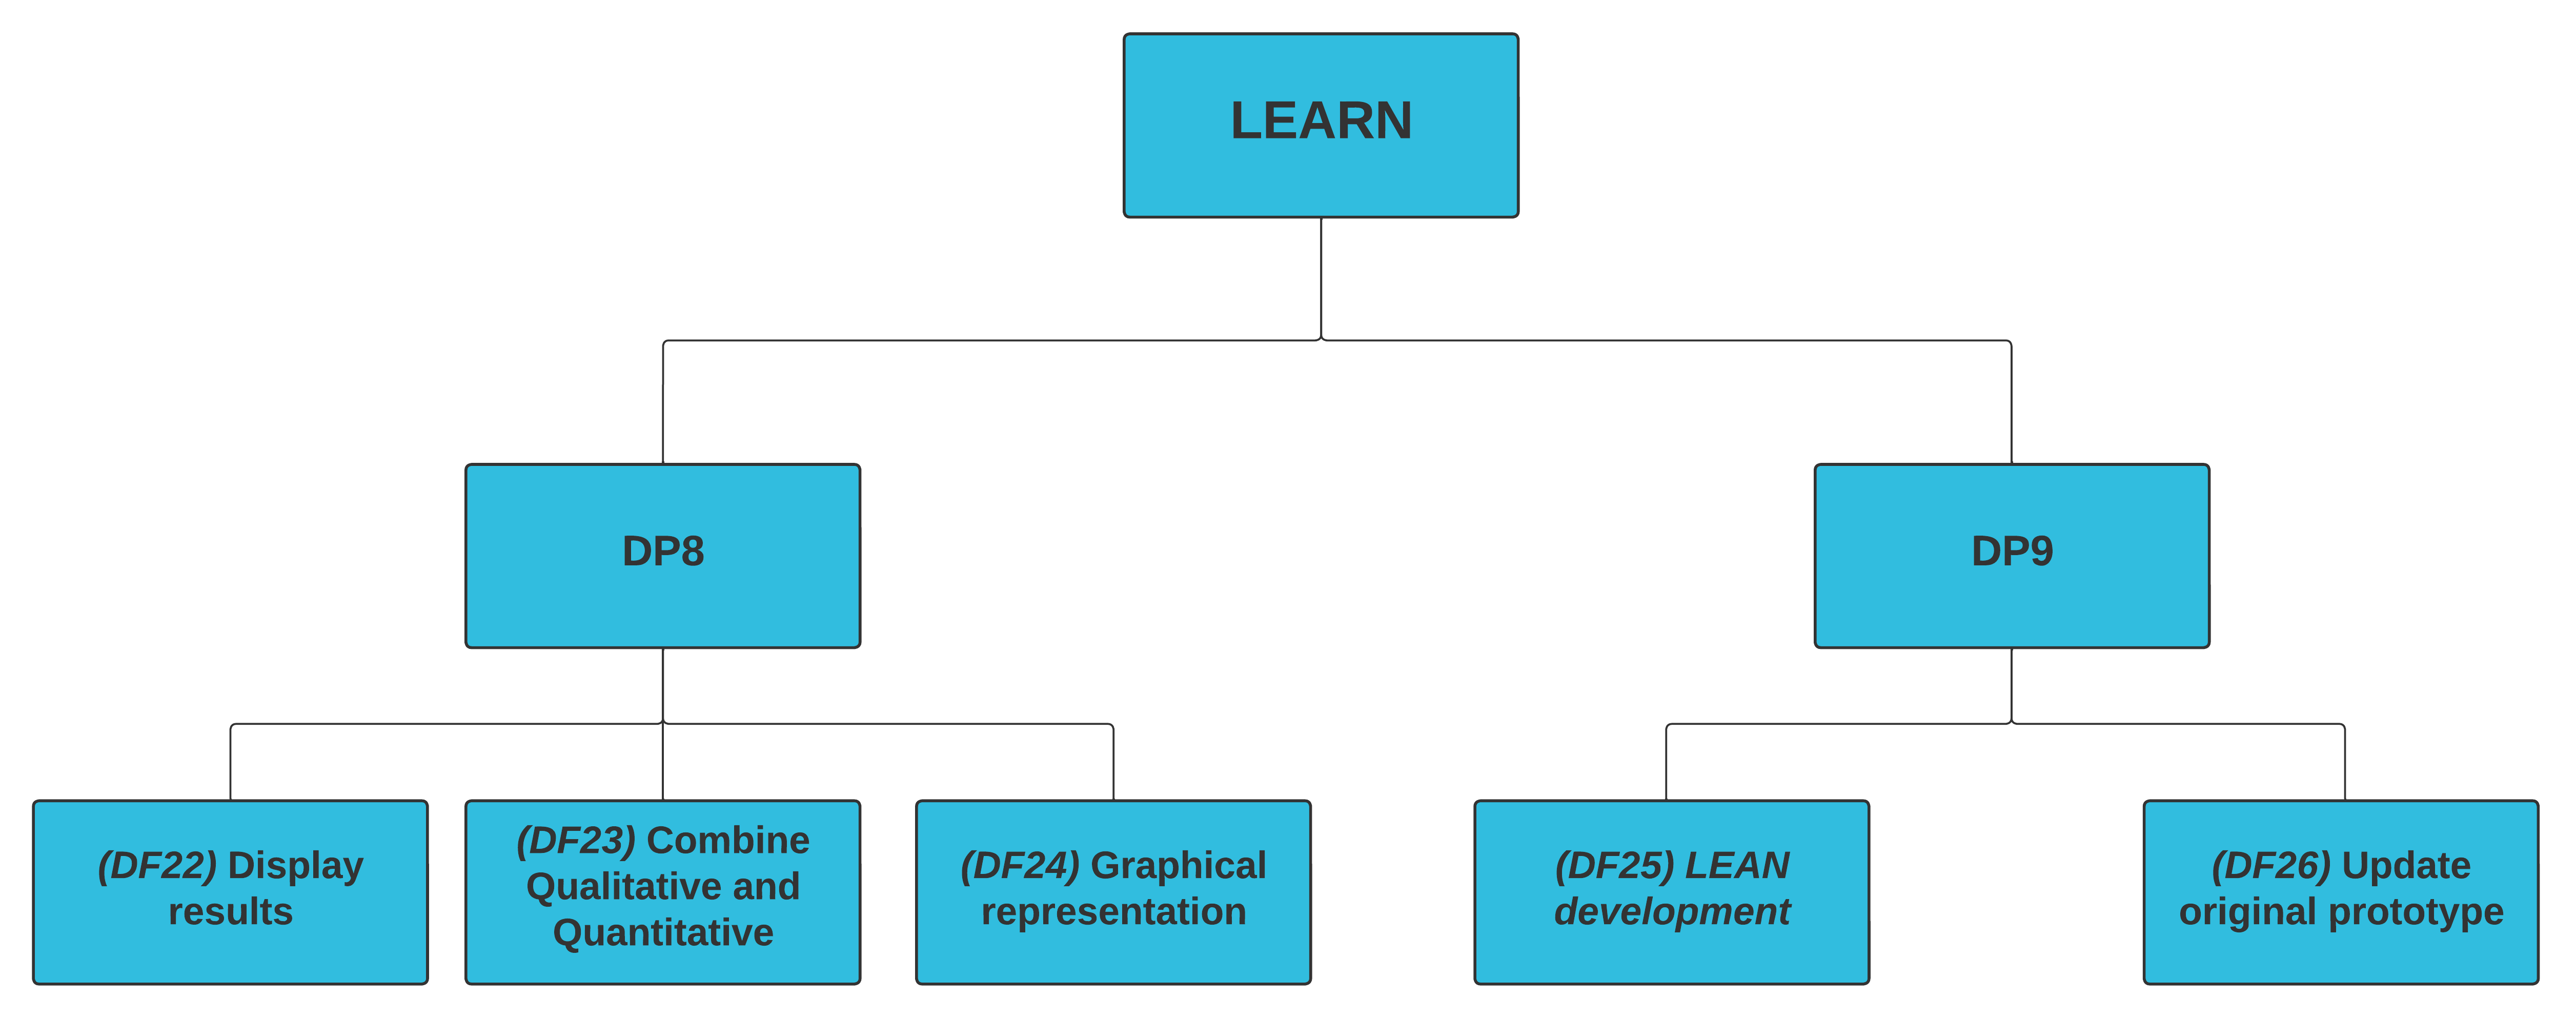 LEARN
DP8
DP9
(DF22) Display
results
(DF23) Combine
Qualitative and
Quantitative
(DF24) Graphical
representation
(DF25) LEAN
development
(DF26) Update
original prototype